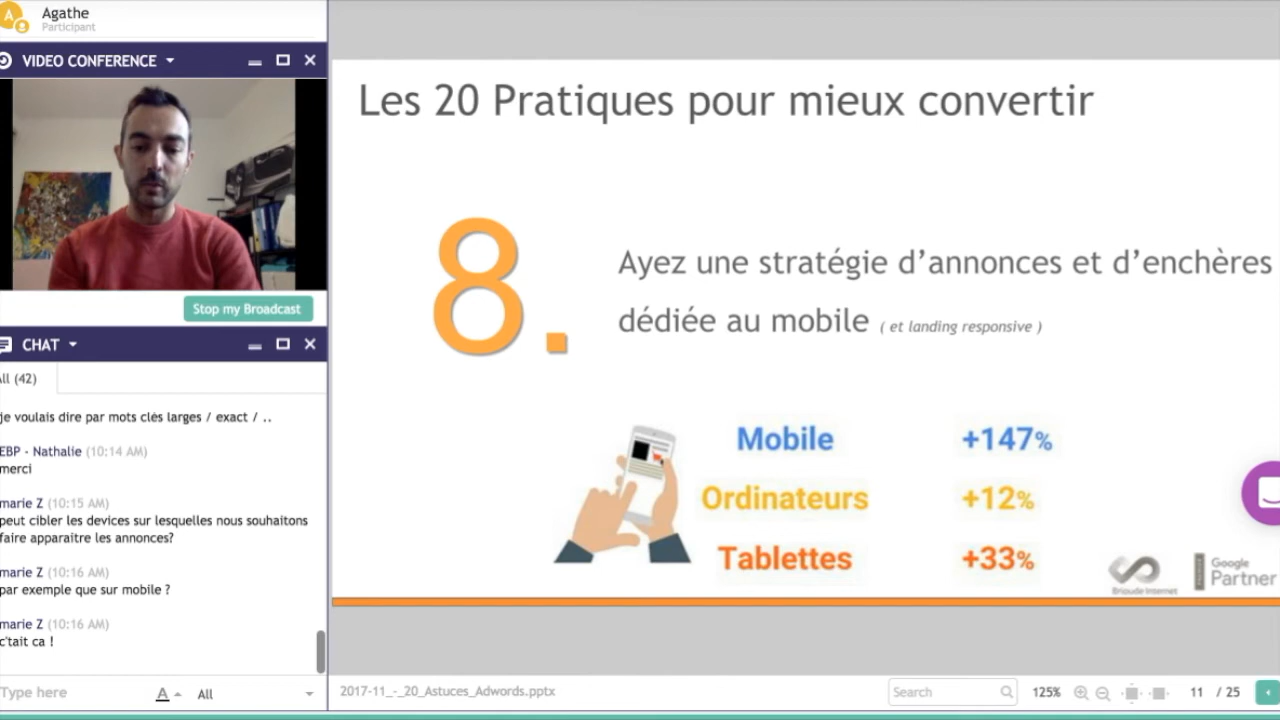 Agathe
Participant
VIDEO CONFERENCE
Stop my Broadcast
CHAT
All (42)
je voulais dire par mots clés larges / exact / ..
EBP - Nathalie (10:14 AM)
merci
marie Z (10:15 AM)
peut cibler les devices sur lesquelles nous souhaitons
faire apparaitre les annonces?
marie Z (10:16 AM)
par exemple que sur mobile ?
marie Z (10:16 AM)
c'tait ca !
Type here
A
All
Les 20 Pratiques pour mieux convertir
8.
Ayez une stratégie d'annonces et d'enchères
dédiée au mobile ( et landing responsive )
Mobile +147%
Ordinateurs +12%
Tablettes +33%
Brioude Internet
Google
Partner
2017-11_-_20_Astuces_Adwords.pptx
Search
125%
11 / 25